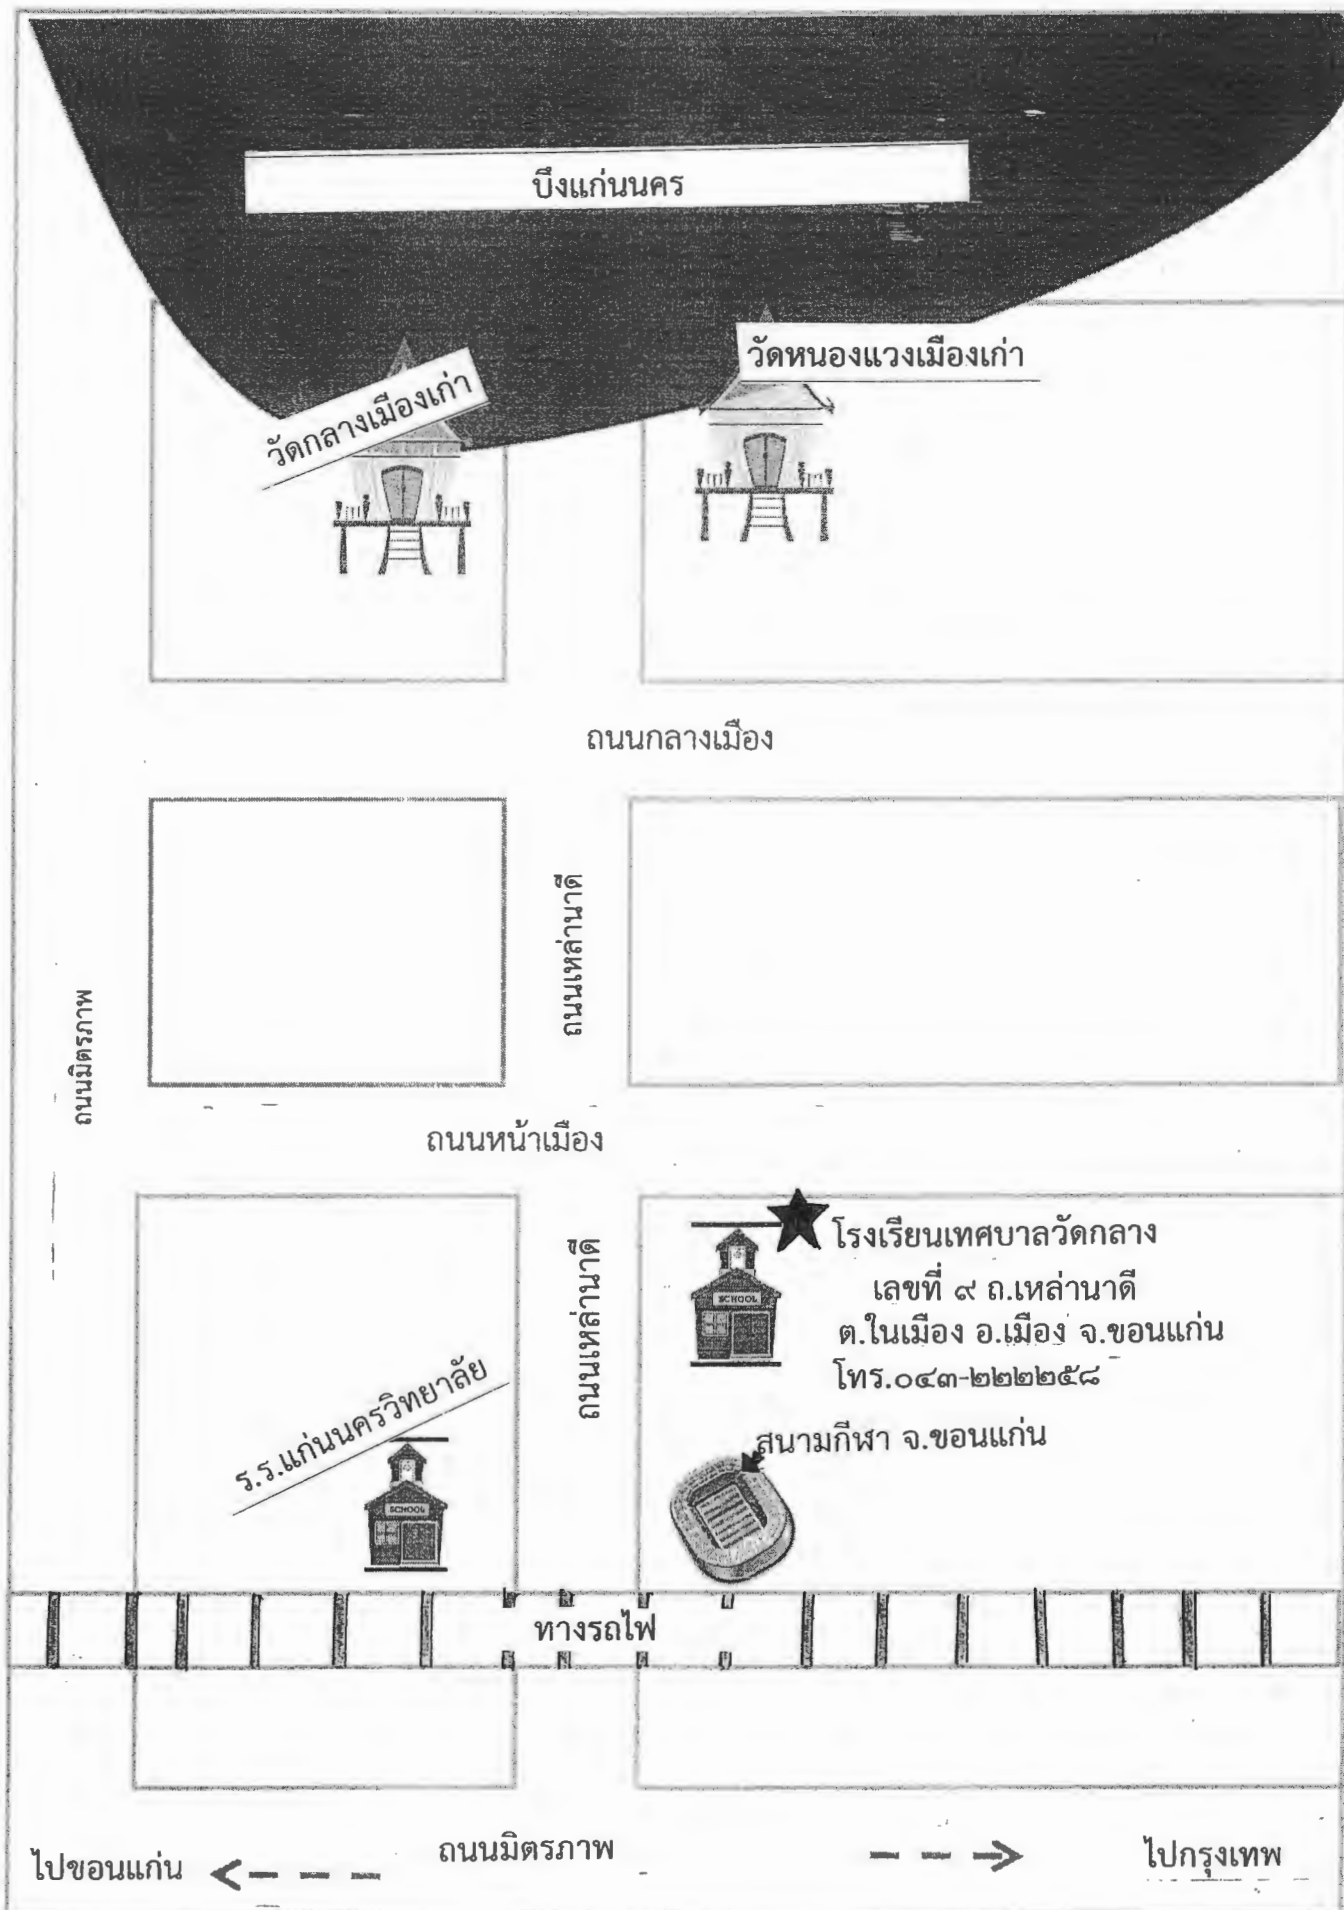 บึงแก่นนคร
วัดหนองแวงเมืองเก่า
วัดกลางเมืองเก่า
ถนนกลางเมือง
ถนนเหล่านาดี
ถนนมิตรภาพ
ถนนหน้าเมือง
โรงเรียนเทศบาลวัดกลาง
เลขที่ ๙ ถ.เหล่านาดี
ต.ในเมือง อ.เมือง จ.ขอนแก่น
โทร.๐๔๓-๒๒๒๒๕๘
SCHOOL
ถนนเหล่านาดี
สนามกีฬา จ.ขอนแก่น
ร.ร.แก่นนครวิทยาลัย
SCHOOL
ทางรถไฟ
ไปขอนแก่น
ถนนมิตรภาพ
ไปกรุงเทพ